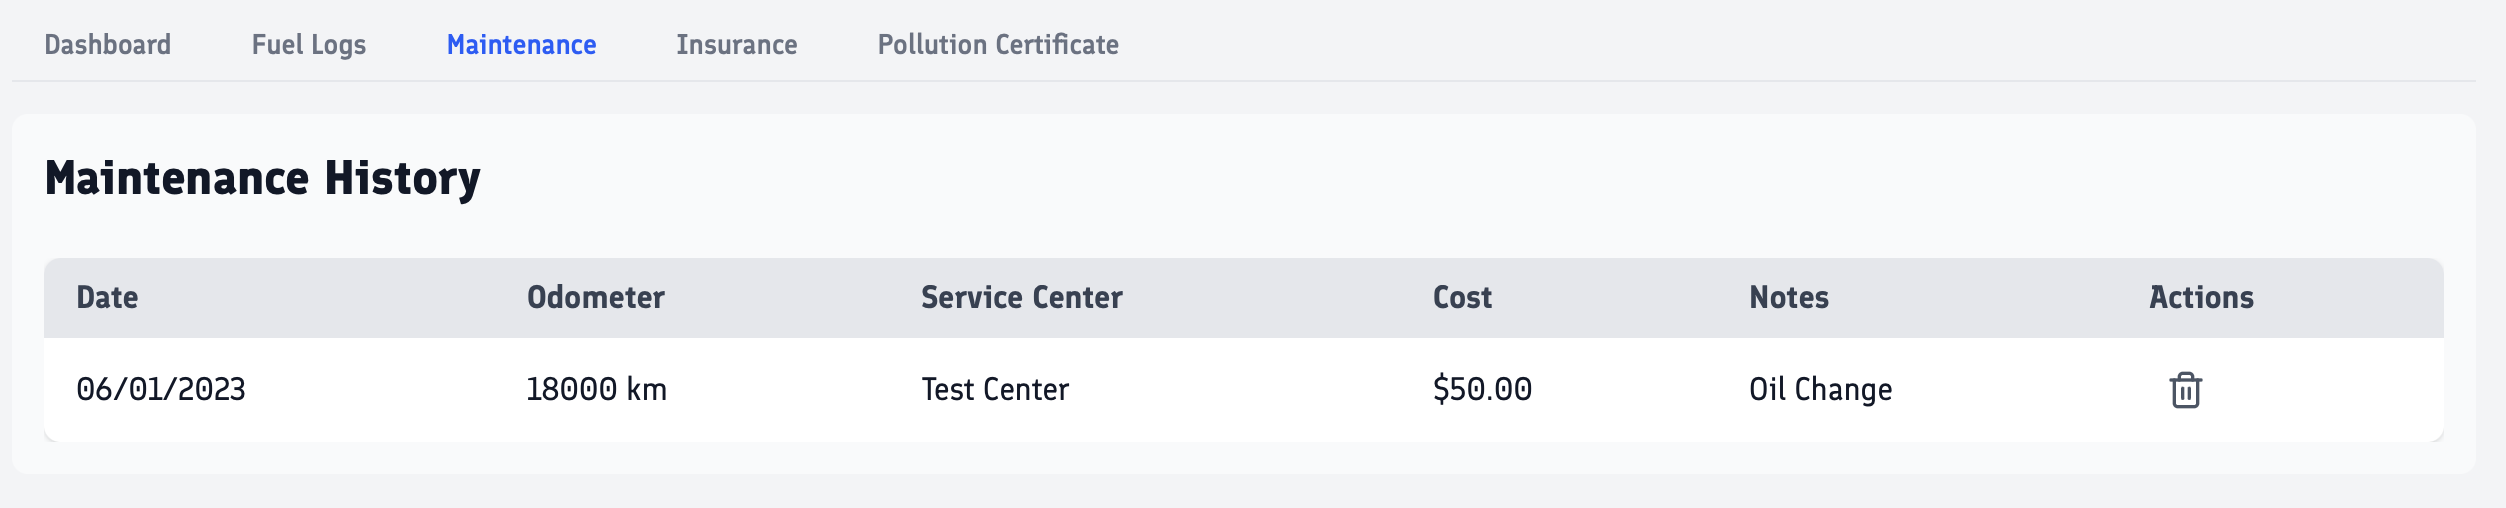 Dashboard Fuel Logs Maintenance Insurance Pollution Certificate
Maintenance History
Date Odometer Service Center Cost Notes Actions
06/01/2023 18000 km Test Center $50.00 Oil Change